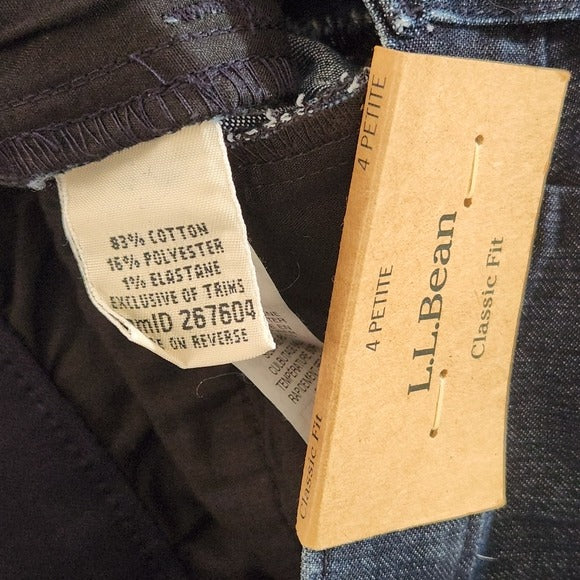 83% COTTON
16% POLYESTER
1% ELASTANE
EXCLUSIVE OF TRIMS
ITEMID 267604
ON REVERSE
4 PETITE
4 PETITE
L.L.Bean
Classic Fit
Classic Fit